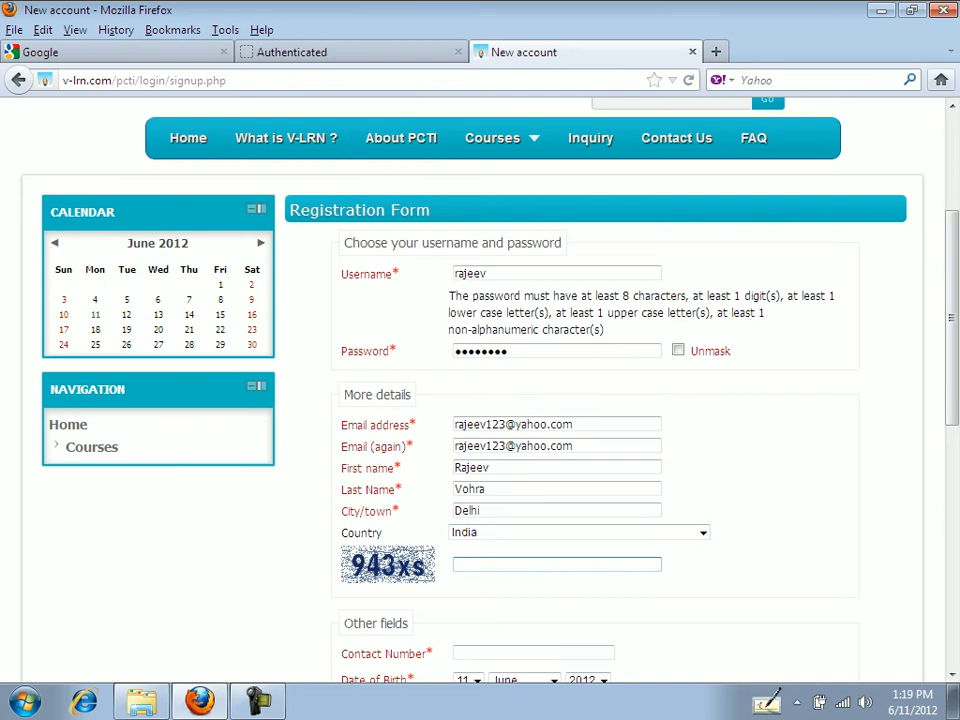 New account - Mozilla Firefox
File Edit View History Bookmarks Tools Help
Google Authenticated New account
v-lrn.com/pcti/login/signup.php Yahoo
Go
Home What is V-LRN ? About PCTI Courses Inquiry Contact Us FAQ
CALENDAR
June 2012
Sun Mon Tue Wed Thu Fri Sat
1 2
3 4 5 6 7 8 9
10 11 12 13 14 15 16
17 18 19 20 21 22 23
24 25 26 27 28 29 30
NAVIGATION
Home
Courses
Registration Form
Choose your username and password
Username* rajeev
The password must have at least 8 characters, at least 1 digit(s), at least 1
lower case letter(s), at least 1 upper case letter(s), at least 1
non-alphanumeric character(s)
Password* •••••••• Unmask
More details
Email address* rajeev123@yahoo.com
Email (again)* rajeev123@yahoo.com
First name* Rajeev
Last Name* Vohra
City/town* Delhi
Country India
943xs
Other fields
Contact Number*
Date of Birth* 11 June 2012
1:19 PM
6/11/2012